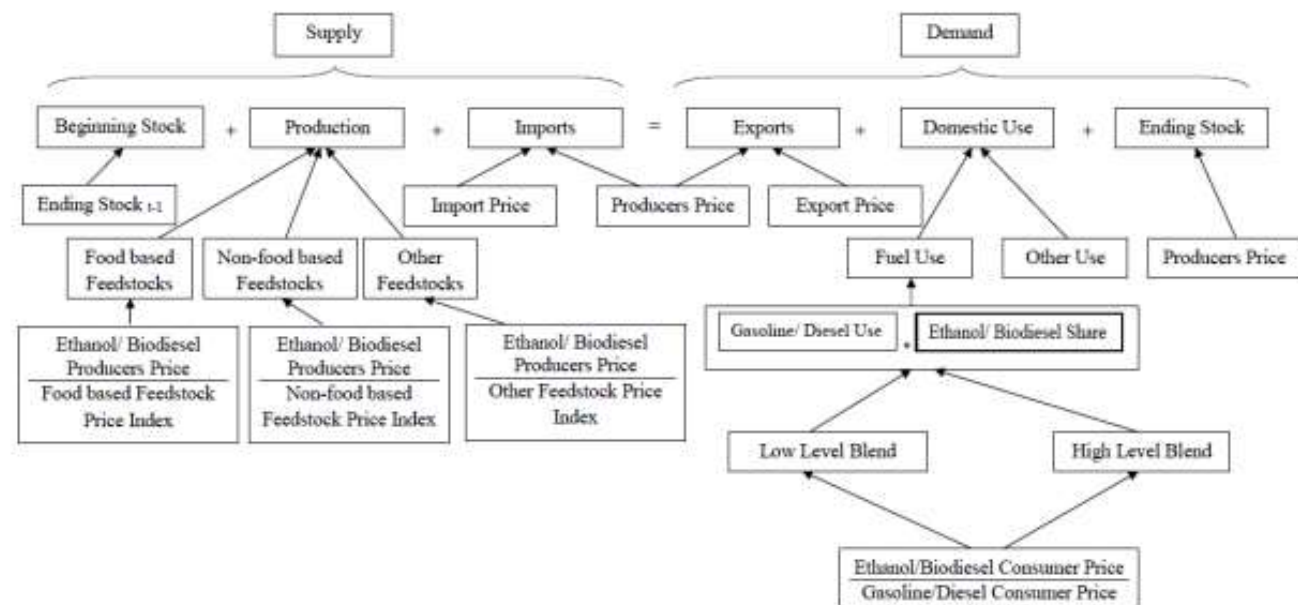 Supply
Demand
Beginning Stock + Production + Imports = Exports + Domestic Use + Ending Stock
Ending Stock t-1
Import Price
Producers Price
Export Price
Food based
Feedstocks
Non-food based
Feedstocks
Other
Feedstocks
Fuel Use
Other Use
Producers Price
Ethanol/ Biodiesel
Producers Price
Food based Feedstock
Price Index
Ethanol/ Biodiesel
Producers Price
Non-food based
Feedstock Price Index
Ethanol/ Biodiesel
Producers Price
Other Feedstock Price
Index
Gasoline/ Diesel Use * Ethanol/ Biodiesel Share
Low Level Blend
High Level Blend
Ethanol/Biodiesel Consumer Price
Gasoline/Diesel Consumer Price